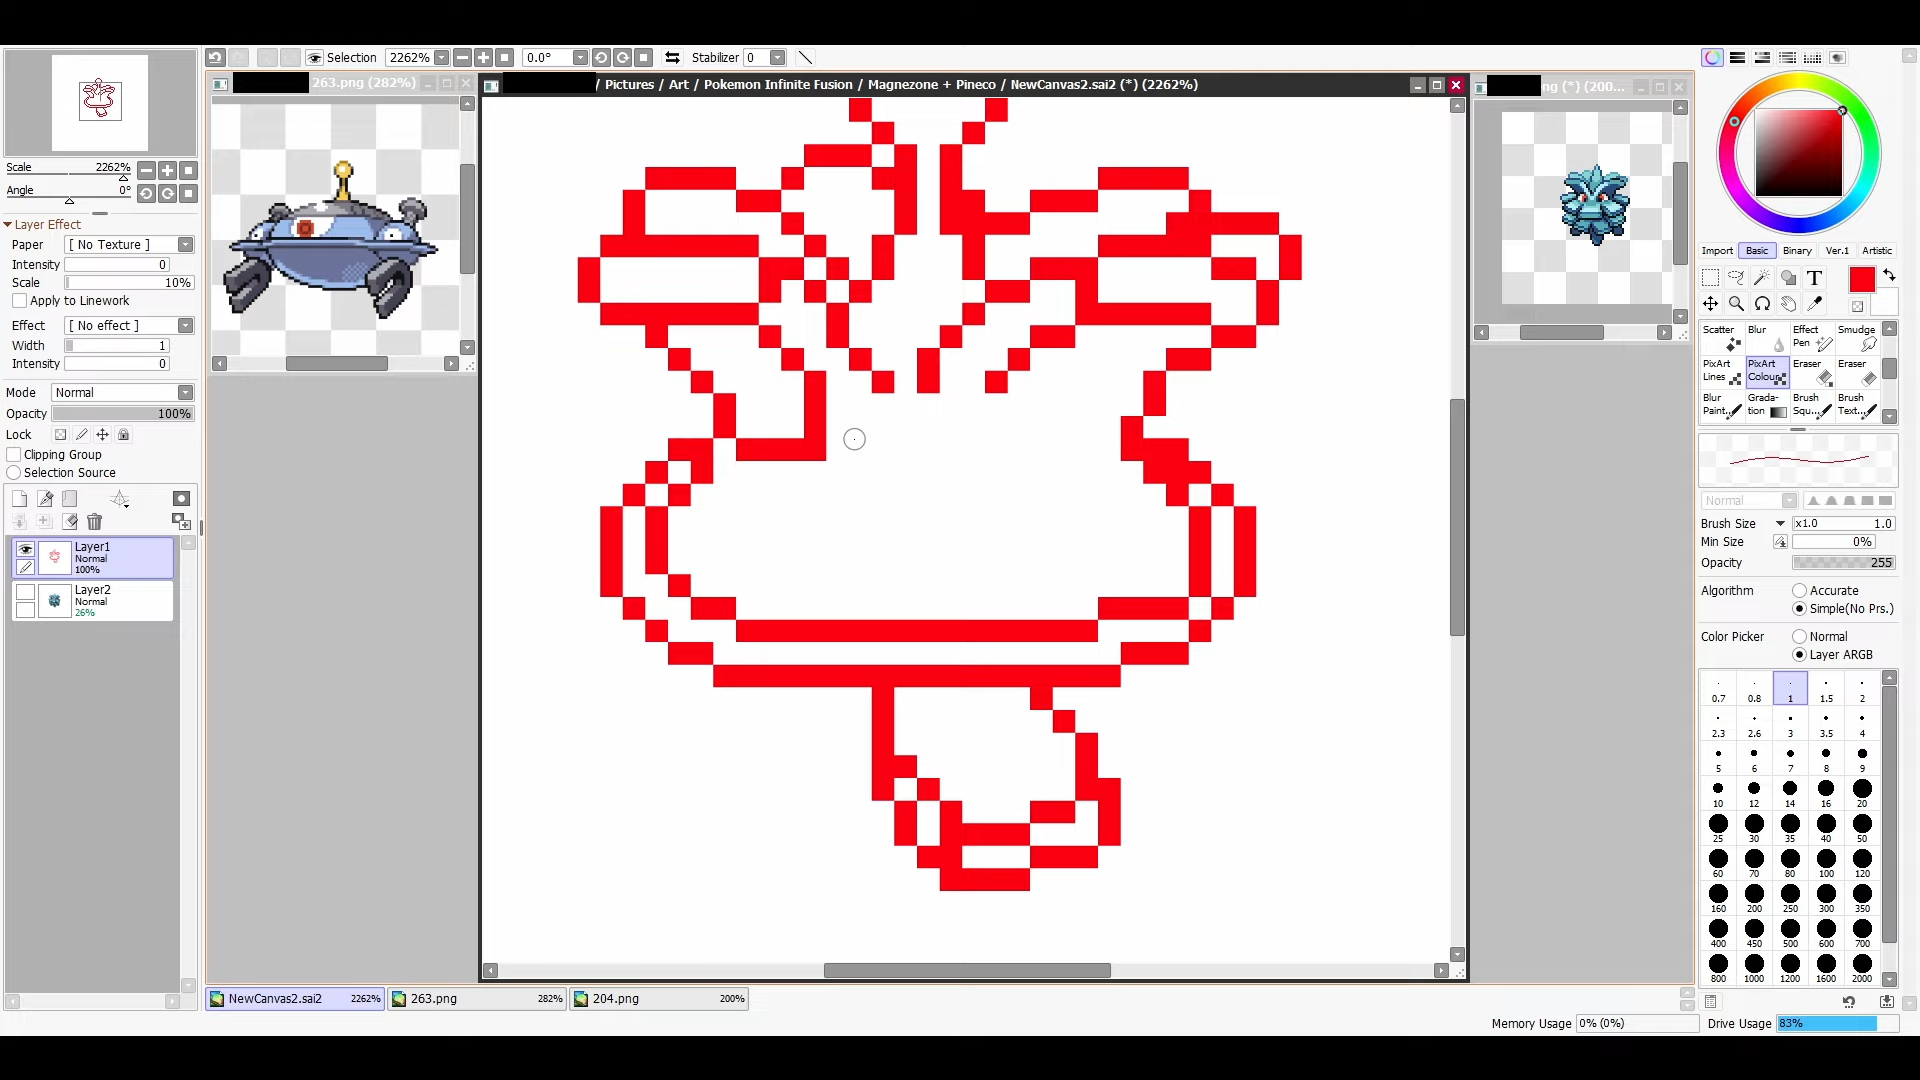 Selection 2262% 0.0° Stabilizer 0
263.png (282%)
/ Pictures / Art / Pokemon Infinite Fusion / Magnezone + Pineco / NewCanvas2.sai2 (*) (2262%)
ng (*) (200...
Scale 2262%
Angle 0°
Layer Effect
Paper [ No Texture ]
Intensity 0
Scale 10%
Apply to Linework
Effect [ No effect ]
Width 1
Intensity 0
Mode Normal
Opacity 100%
Lock
Clipping Group
Selection Source
Layer1
Normal
100%
Layer2
Normal
26%
Import Basic Binary Ver.1 Artistic
T
Scatter Blur Effect Pen Smudge
PixArt Lines PixArt Colour Eraser Eraser
Blur Paint.. Grada-tion Brush Squ... Brush Text...
Normal
Brush Size x1.0 1.0
Min Size 0%
Opacity 255
Algorithm Accurate
Simple(No Prs.)
Color Picker Normal
Layer ARGB
0.7 0.8 1 1.5 2
2.3 2.6 3 3.5 4
5 6 7 8 9
10 12 14 16 20
25 30 35 40 50
60 70 80 100 120
160 200 250 300 350
400 450 500 600 700
800 1000 1200 1600 2000
NewCanvas2.sai2 2262% 263.png 282% 204.png 200%
Memory Usage 0% (0%) Drive Usage 83%